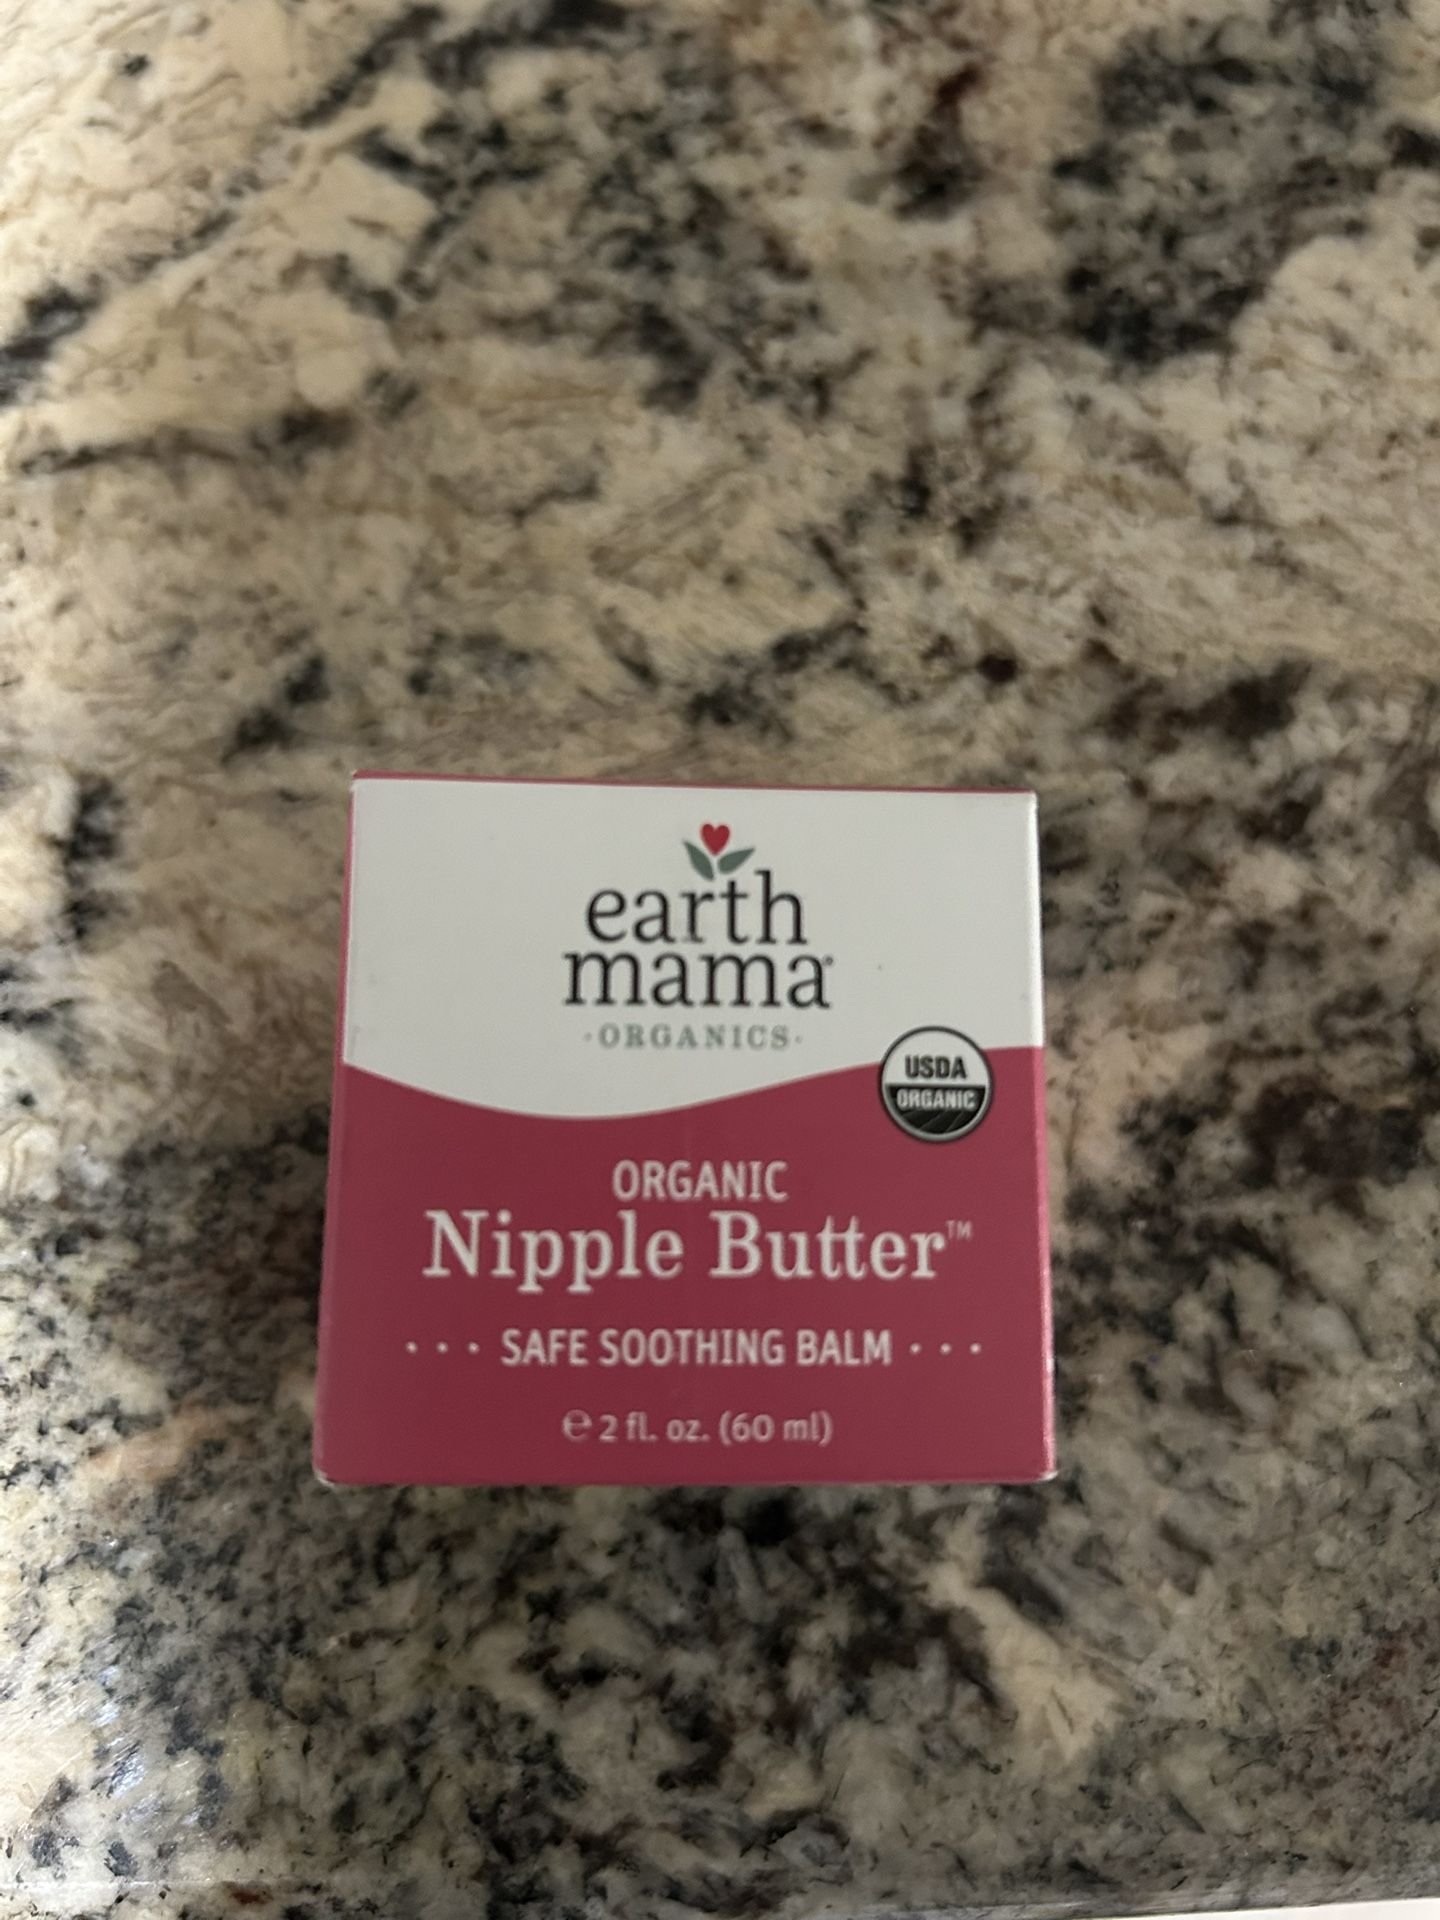 earth
mama®
·ORGANICS·
USDA
ORGANIC
ORGANIC
Nipple Butter™
··· SAFE SOOTHING BALM ···
℮ 2 fl. oz. (60 ml)